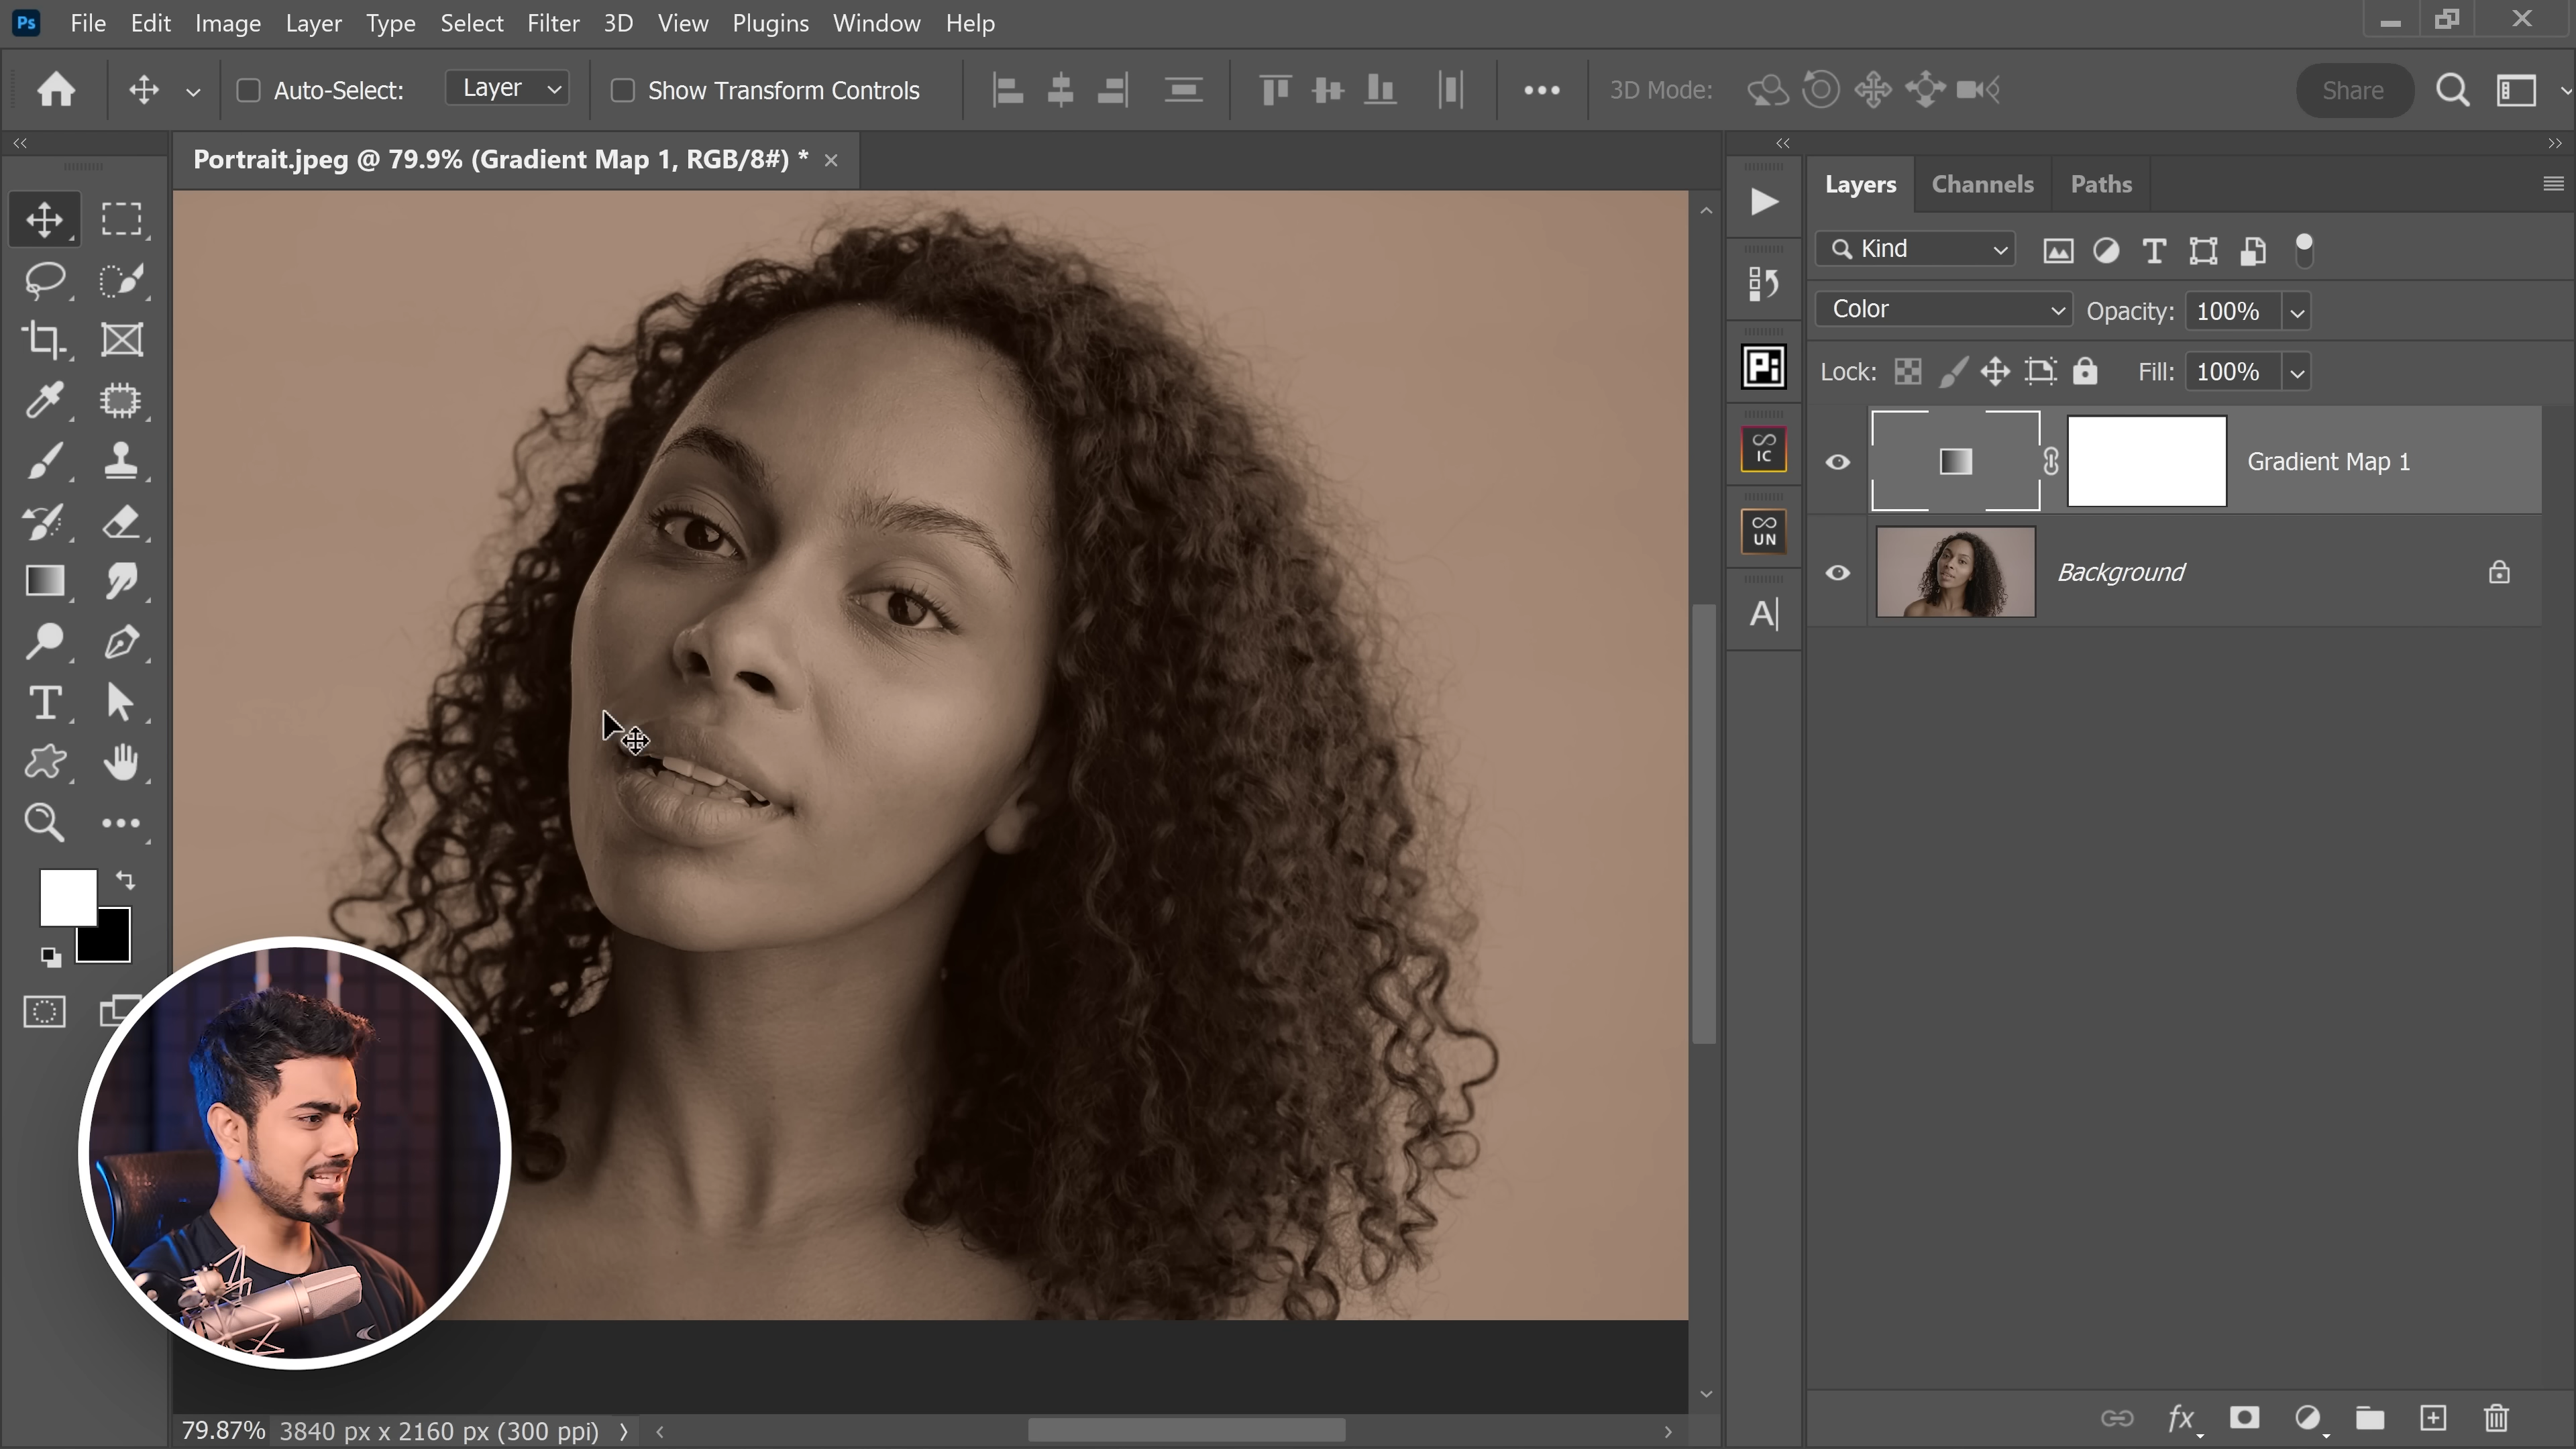 Ps File Edit Image Layer Type Select Filter 3D View Plugins Window Help
Auto-Select: Layer Show Transform Controls 3D Mode: Share
Portrait.jpeg @ 79.9% (Gradient Map 1, RGB/8#) *
Layers Channels Paths
Kind
Color Opacity: 100%
Lock: Fill: 100%
Pi
IC
UN
A
Gradient Map 1
Background
T
fx
79.87% 3840 px x 2160 px (300 ppi)